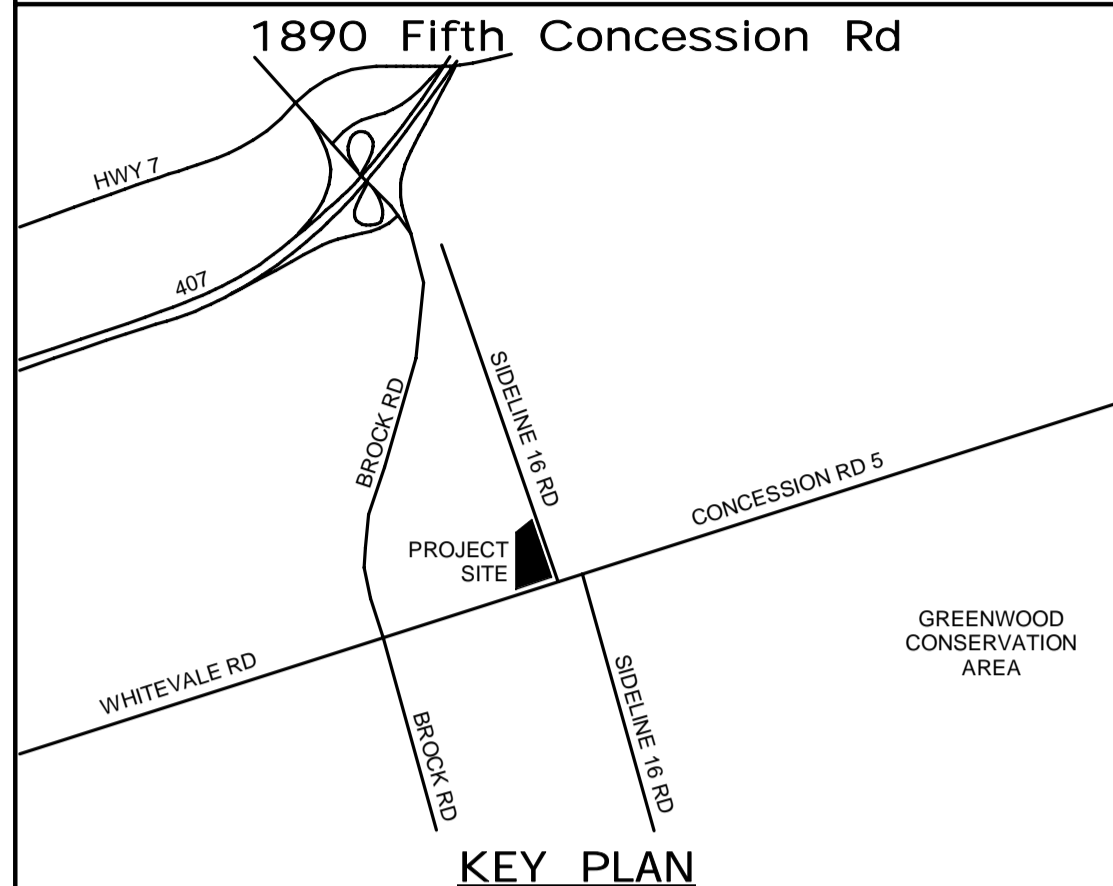 1890 Fifth Concession Rd
HWY 7
407
SIDELINE 16 RD
BROCK RD
CONCESSION RD 5
PROJECT
SITE
GREENWOOD
CONSERVATION
AREA
WHITEVALE RD
SIDELINE 16 RD
BROCK RD
KEY PLAN